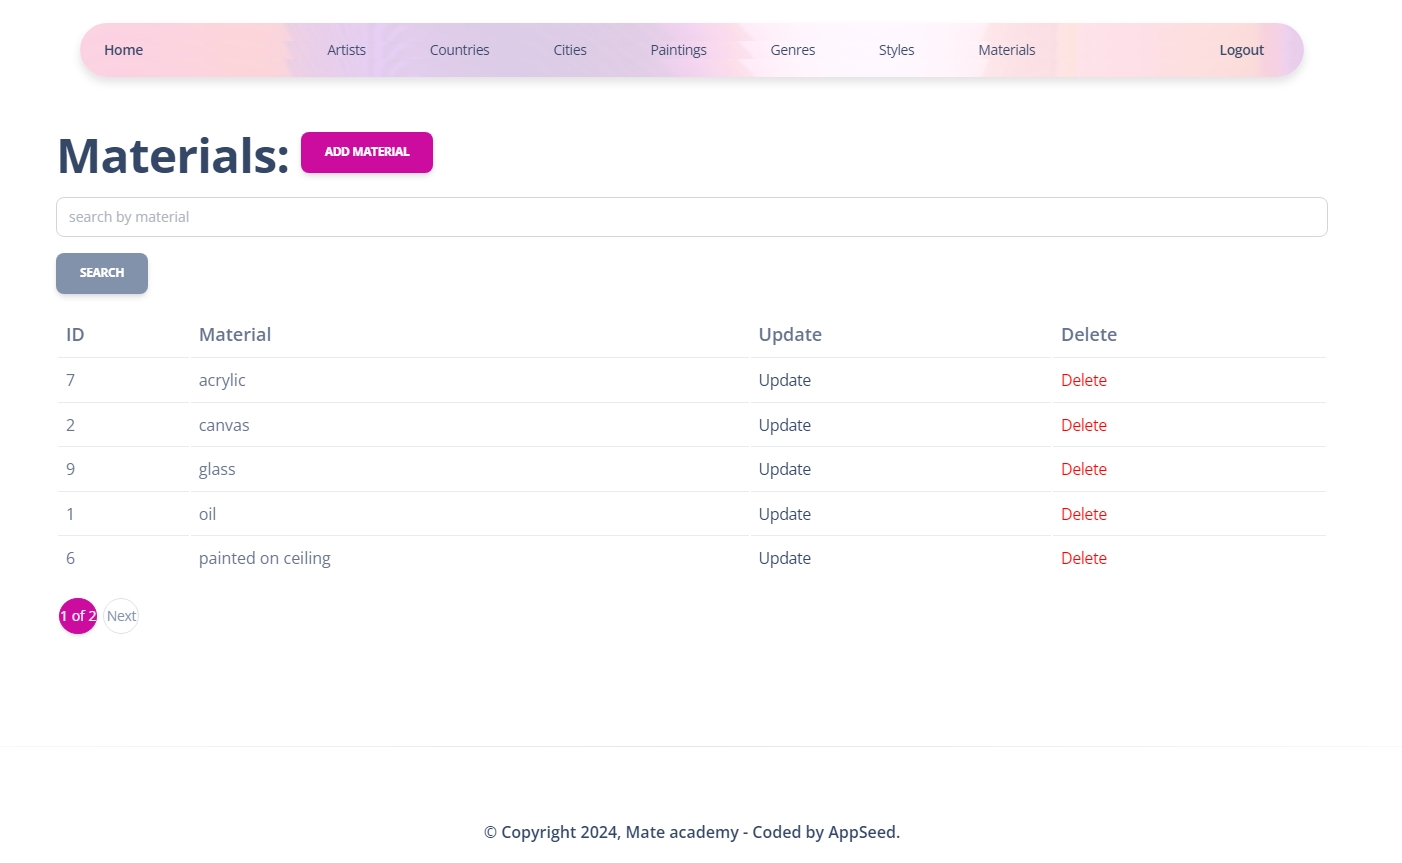 Home Artists Countries Cities Paintings Genres Styles Materials Logout
Materials: ADD MATERIAL
search by material
SEARCH
ID Material Update Delete
7 acrylic Update Delete
2 canvas Update Delete
9 glass Update Delete
1 oil Update Delete
6 painted on ceiling Update Delete
1 of 2 Next
© Copyright 2024, Mate academy - Coded by AppSeed.